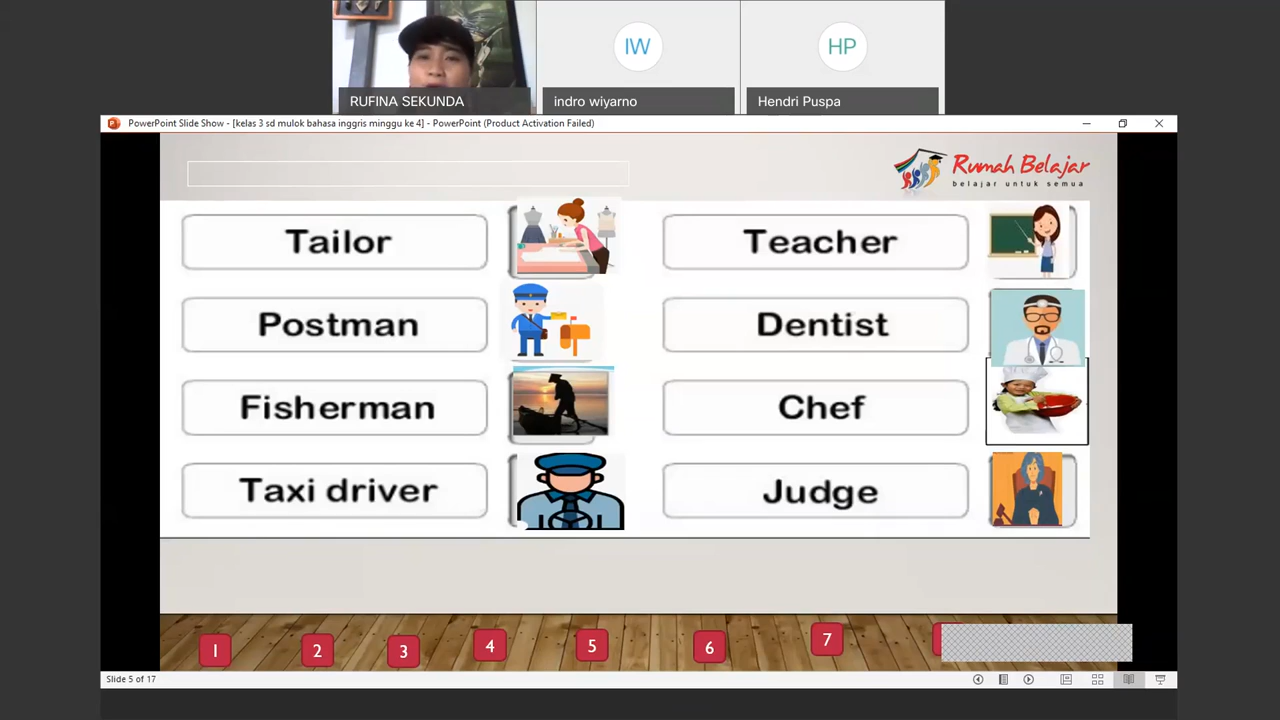 IW
HP
RUFINA SEKUNDA
indro wiyarno
Hendri Puspa
PowerPoint Slide Show - [kelas 3 sd mulok bahasa inggris minggu ke 4] - PowerPoint (Product Activation Failed)
Rumah Belajar
belajar untuk semua
Tailor
Teacher
Postman
Dentist
Fisherman
Chef
Taxi driver
Judge
1
2
3
4
5
6
7
Slide 5 of 17